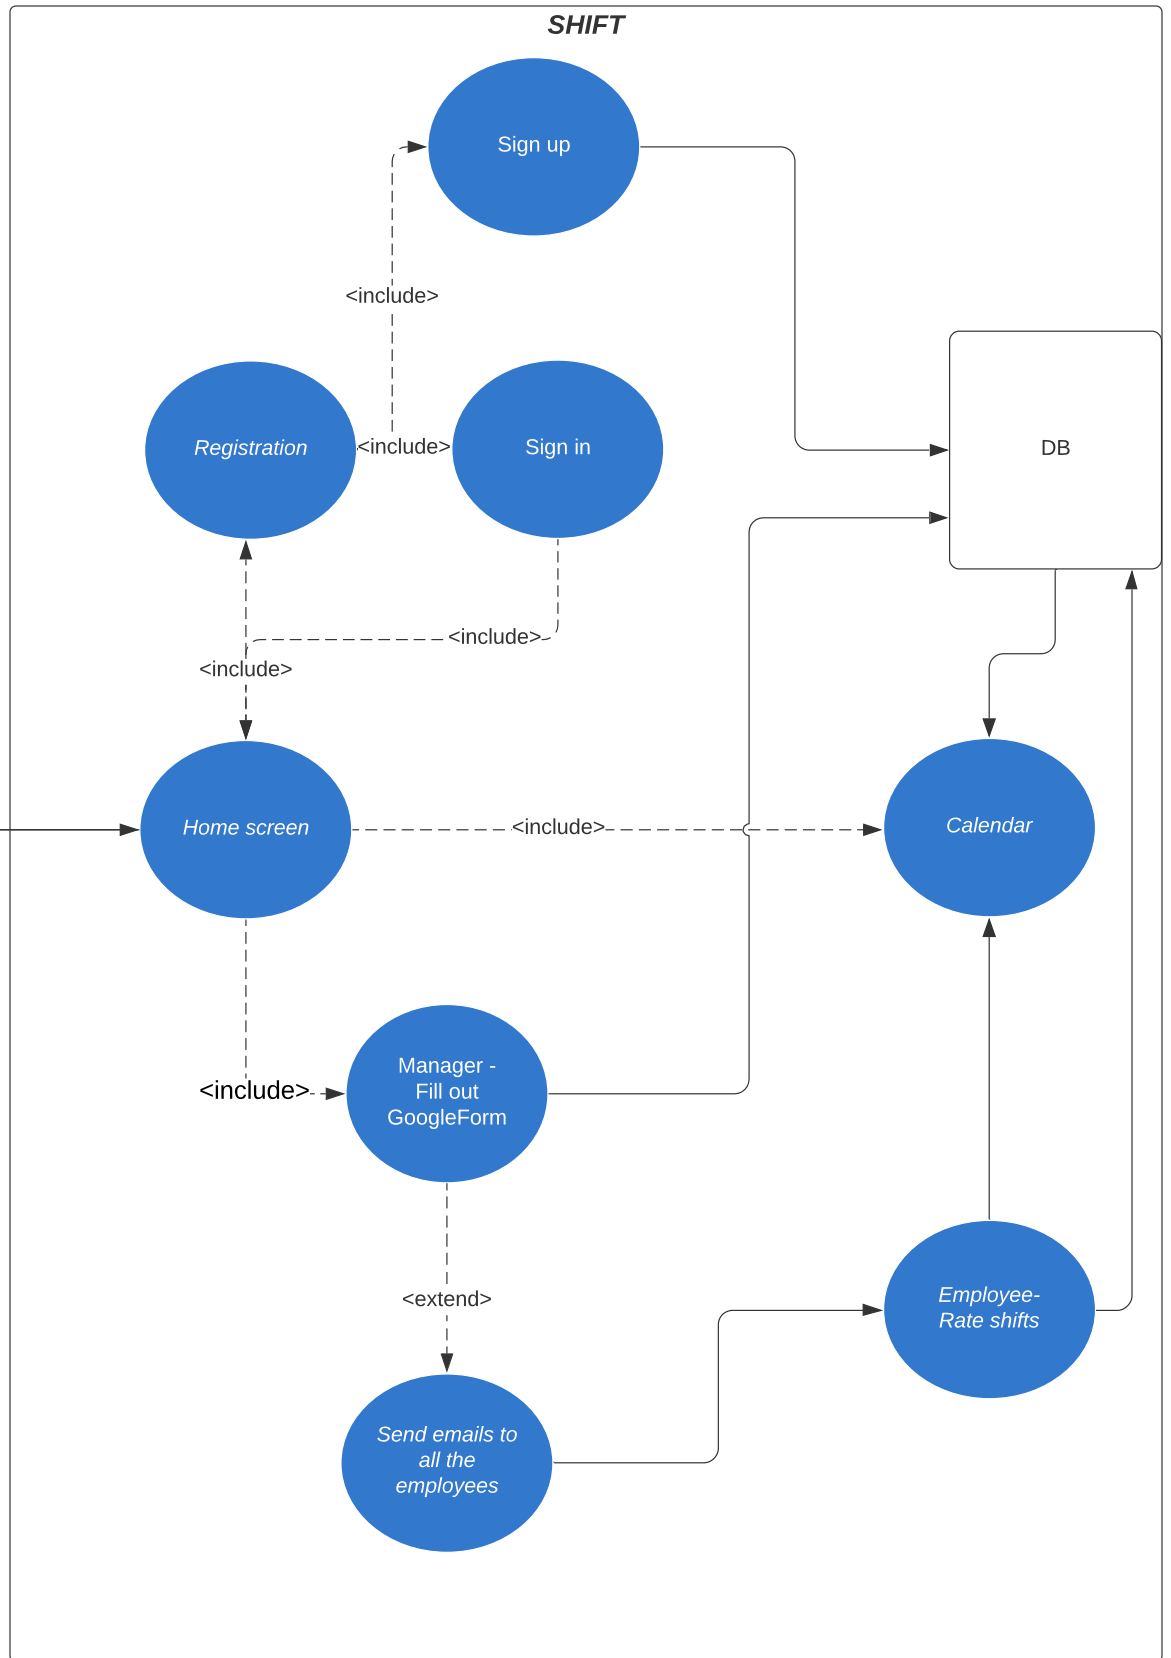 SHIFT
Sign up
<include>
Registration
<include>
Sign in
DB
<include>
<include>
Home screen
<include>
Calendar
Manager -
Fill out
GoogleForm
<include>
<extend>
Employee-
Rate shifts
Send emails to
all the
employees